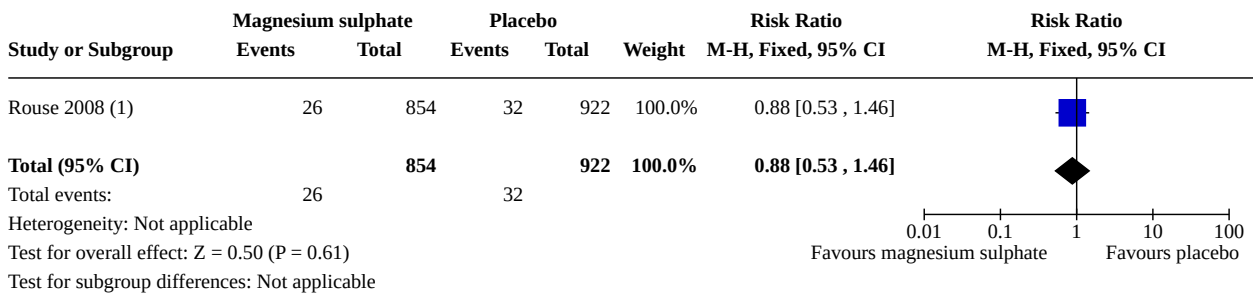 Magnesium sulphate Placebo Risk Ratio Risk Ratio
Study or Subgroup Events Total Events Total Weight M-H, Fixed, 95% CI M-H, Fixed, 95% CI
Rouse 2008 (1) 26 854 32 922 100.0% 0.88 [0.53 , 1.46]
Total (95% CI) 854 922 100.0% 0.88 [0.53 , 1.46]
Total events: 26 32
Heterogeneity: Not applicable
0.01 0.1 1 10 100
Test for overall effect: Z = 0.50 (P = 0.61)
Favours magnesium sulphate Favours placebo
Test for subgroup differences: Not applicable